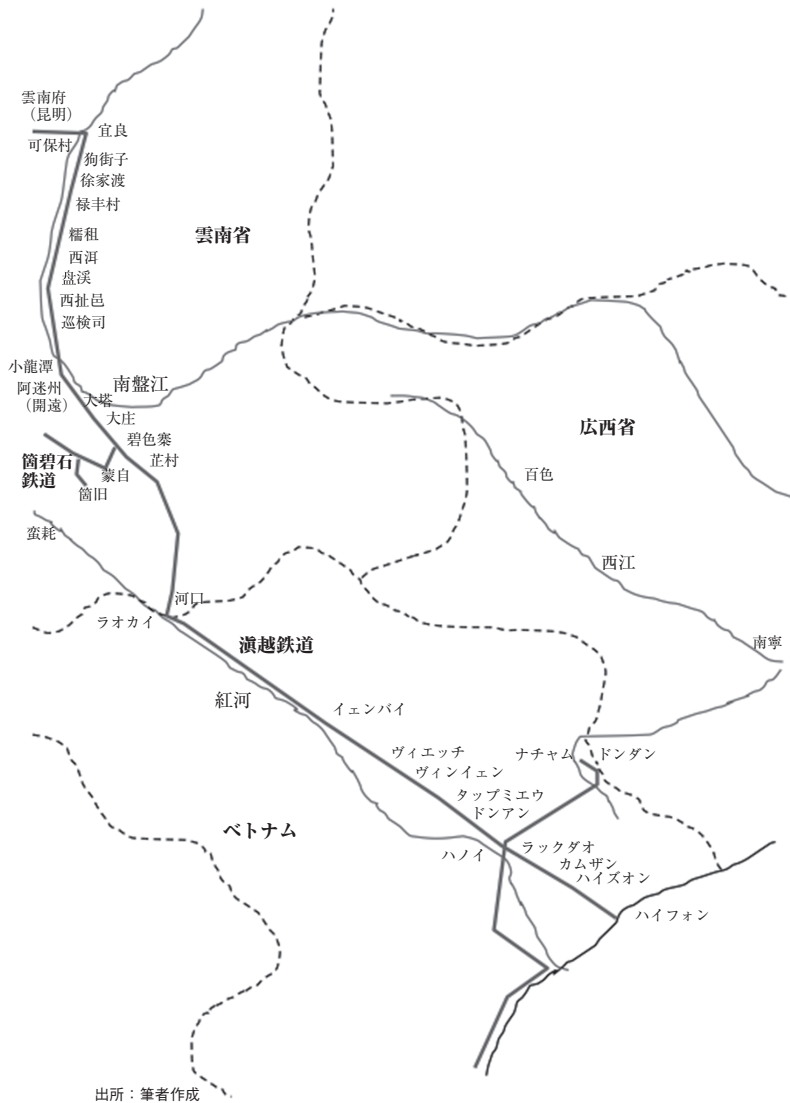 雲南府
（昆明）
宜良
可保村
狗街子
徐家渡
禄丰村
糯租
西洱
盘渓
西扯邑
巡検司
雲南省
小龍潭
阿迷州
（開遠）
南盤江
大塔
大庄
碧色寨
芷村
箇碧石
鉄道
蒙自
箇旧
蛮耗
広西省
百色
西江
河口
ラオカイ
滇越鉄道
南寧
紅河
イェンバイ
ヴィエッチ
ナチャム
ドンダン
ヴィンイェン
タップミエウ
ドンアン
ベトナム
ハノイ
ラックダオ
カムザン
ハイズオン
ハイフォン
出所：筆者作成